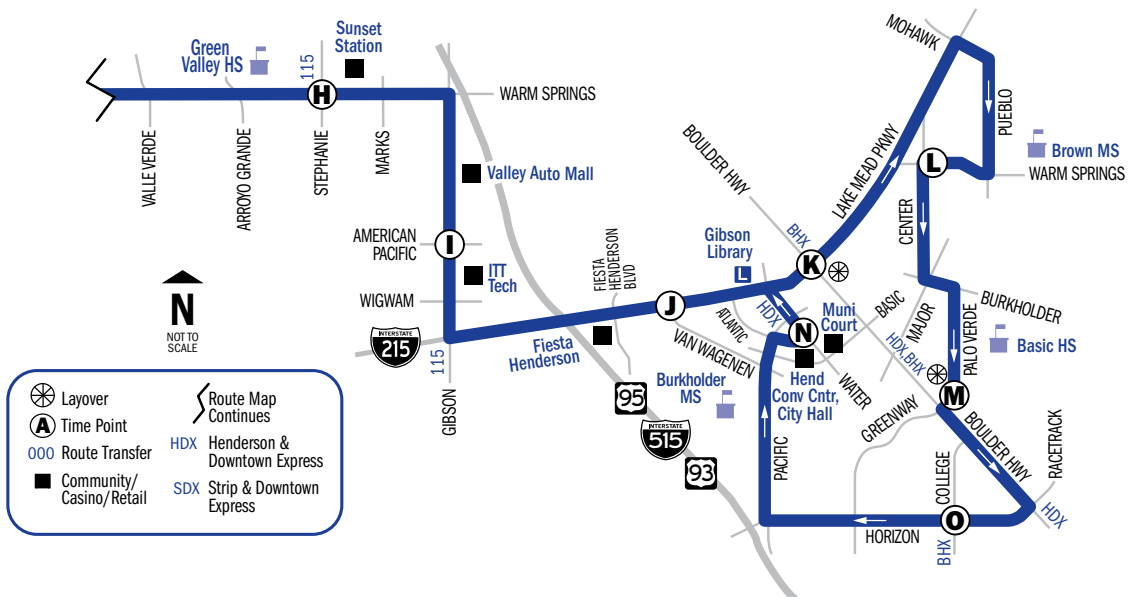 Green
Valley HS
115
Sunset
Station
H
WARM SPRINGS
VALLE VERDE
ARROYO GRANDE
STEPHANIE
MARKS
Valley Auto Mall
AMERICAN
PACIFIC
I
ITT
Tech
WIGWAM
INTERSTATE
215
115
GIBSON
N
NOT TO
SCALE
Fiesta
Henderson
FIESTA
HENDERSON
BLVD
J
VAN WAGENEN
Gibson
Library
L
ATLANTIC
HDX
N
Muni
Court
BASIC
MAJOR
Hend
Conv Cntr,
City Hall
WATER
Burkholder
MS
95
INTERSTATE
515
93
PACIFIC
BOULDER HWY
BHX
K
LAKE MEAD PKWY
MOHAWK
PUEBLO
L
Brown MS
WARM SPRINGS
CENTER
BURKHOLDER
PALO VERDE
Basic HS
HDX,BHX
M
GREENWAY
BOULDER HWY
COLLEGE
RACETRACK
O
HDX
HORIZON
BHX
Layover
A Time Point
000 Route Transfer
Community/
Casino/Retail
Route Map
Continues
HDX Henderson &
Downtown Express
SDX Strip & Downtown
Express